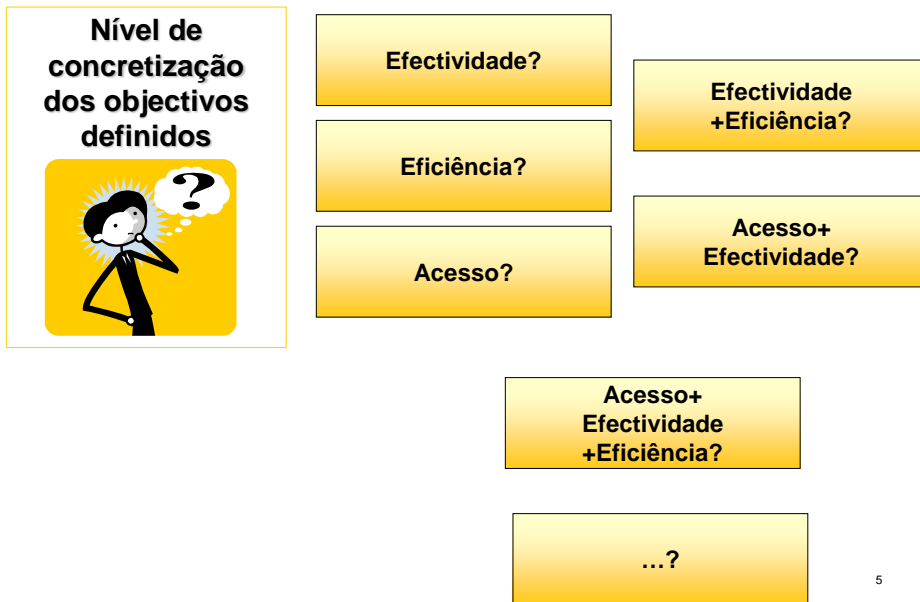 Nível de
concretização
dos objectivos
definidos
?
Efectividade?
Eficiência?
Acesso?
Efectividade
+Eficiência?
Acesso+
Efectividade?
Acesso+
Efectividade
+Eficiência?
…?
5